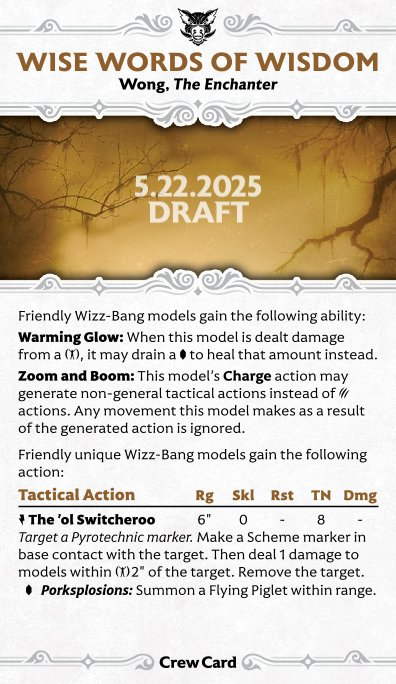 WISE WORDS OF WISDOM
Wong, The Enchanter
5.22.2025
DRAFT
Friendly Wizz-Bang models gain the following ability:
Warming Glow: When this model is dealt damage
from a , it may drain a to heal that amount instead.
Zoom and Boom: This model's Charge action may
generate non-general tactical actions instead of
actions. Any movement this model makes as a result
of the generated action is ignored.
Friendly unique Wizz-Bang models gain the following
action:
Tactical Action Rg Skl Rst TN Dmg
The 'ol Switcheroo 6" 0 - 8 -
Target a Pyrotechnic marker. Make a Scheme marker in
base contact with the target. Then deal 1 damage to
models within 2" of the target. Remove the target.
Porksplosions: Summon a Flying Piglet within range.
Crew Card